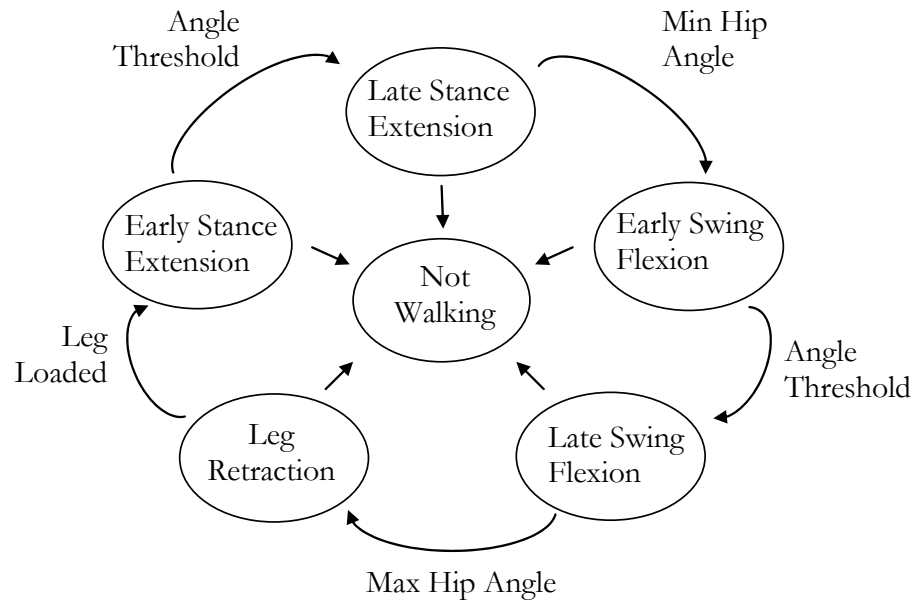 Angle
Threshold
Min Hip
Angle
Late Stance
Extension
Early Stance
Extension
Early Swing
Flexion
Not
Walking
Leg
Loaded
Angle
Threshold
Leg
Retraction
Late Swing
Flexion
Max Hip Angle